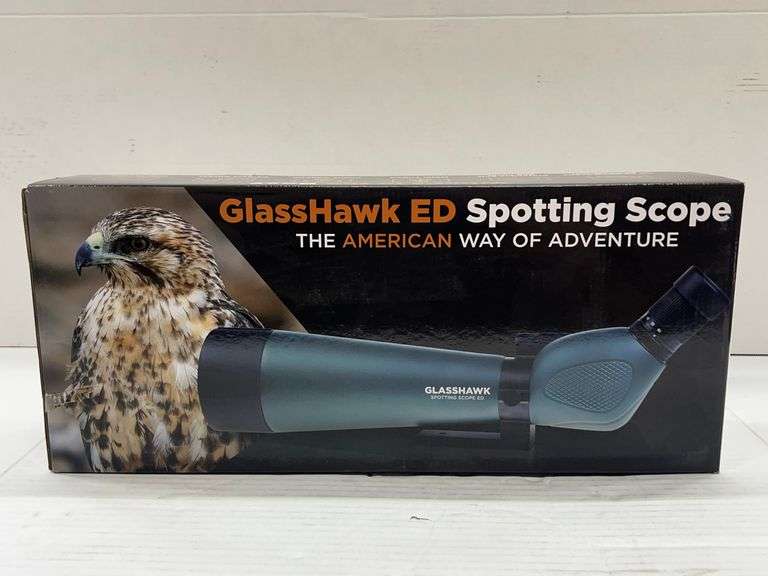 GlassHawk ED Spotting Scope
THE AMERICAN WAY OF ADVENTURE
GLASSHAWK
SPOTTING SCOPE ED